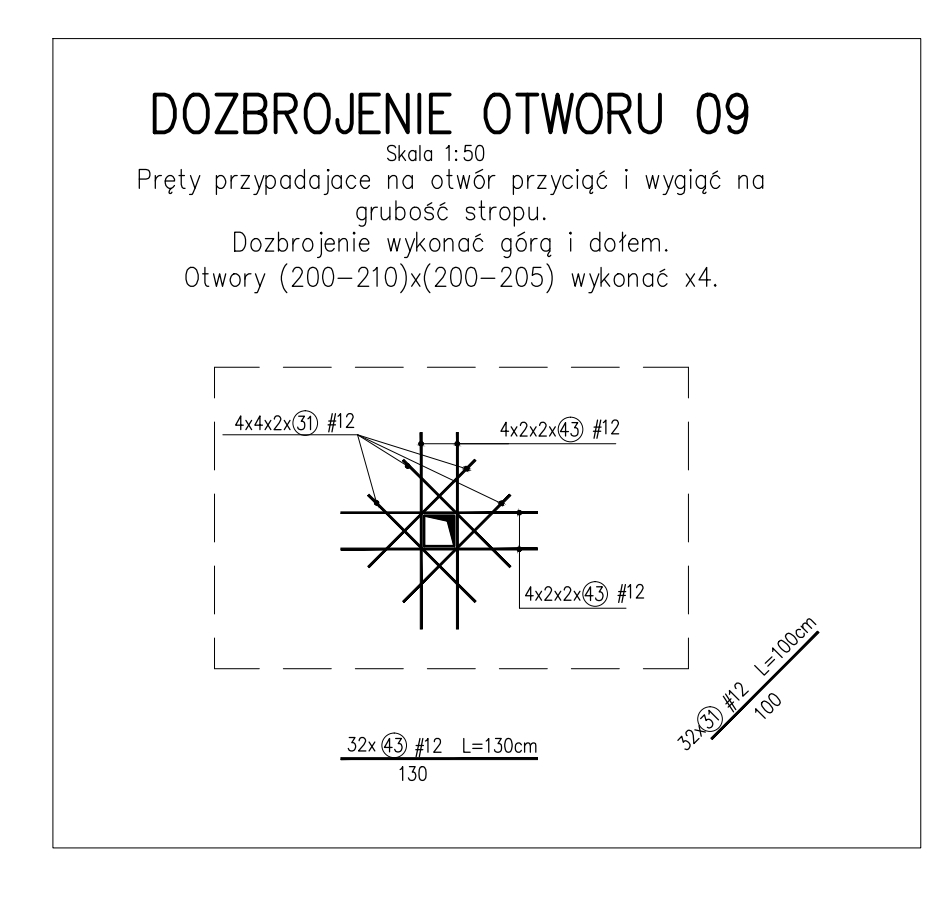 DOZBROJENIE OTWORU 09
Skala 1:50
Pręty przypadajace na otwór przyciąć i wygiąć na
grubość stropu.
Dozbrojenie wykonać górą i dołem.
Otwory (200-210)x(200-205) wykonać x4.
4x4x2x31 #12
4x2x2x43 #12
4x2x2x43 #12
32x31 #12 L=100cm
100
32x 43 #12 L=130cm
130